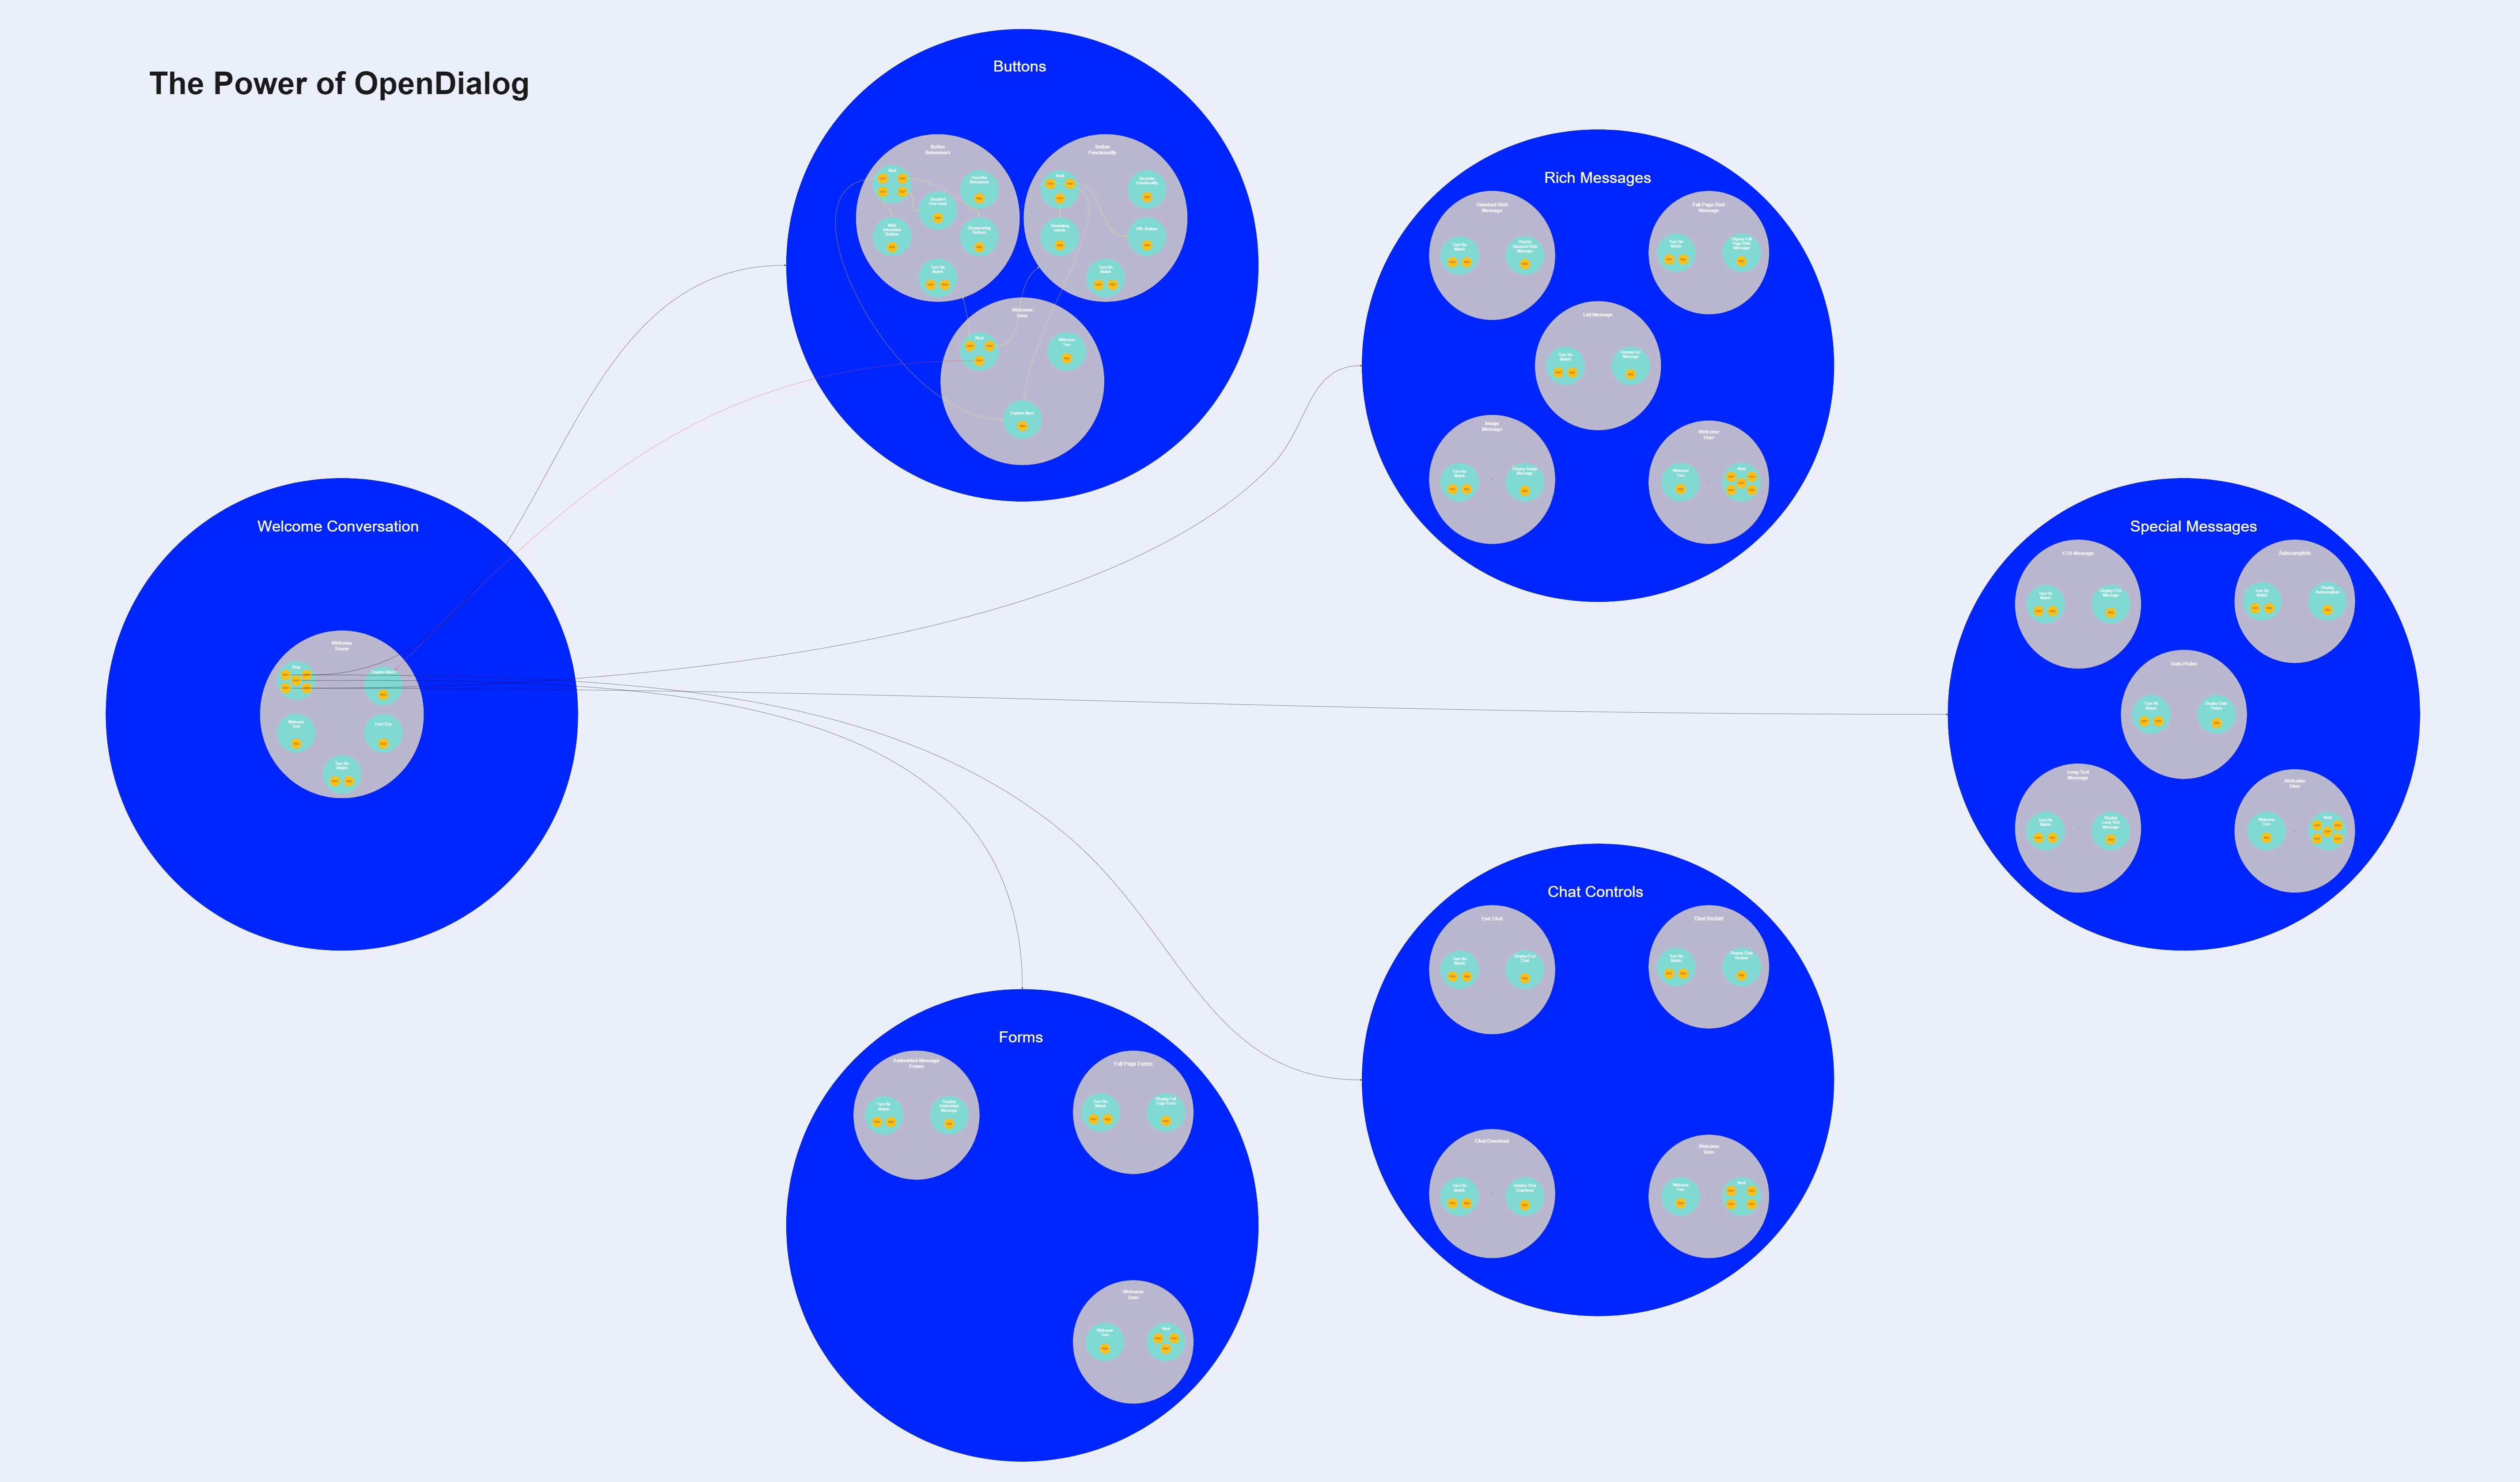 The Power of OpenDialog
Buttons
Button
Behaviours
Next
Describe
Behaviours
Disabled
User Input
Mute
Interaction
Buttons
Disappearing
Buttons
Turn No
Match
Button
Functionality
Next
Describe
Functionality
Simulating
Intents
URL Buttons
Turn No
Match
Welcome
User
Next
Welcome
Turn
Explore More
Rich Messages
Standard Rich
Message
Turn No
Match
Display
Standard Rich
Message
Full Page Rich
Message
Turn No
Match
Display Full
Page Rich
Message
List Message
Turn No
Match
Display List
Message
Image
Message
Turn No
Match
Display Image
Message
Welcome
User
Welcome
Turn
Next
Welcome Conversation
Welcome
Scene
Next
Explore More
Welcome
Turn
End Chat
Turn No
Match
Special Messages
CTA Message
Turn No
Match
Display CTA
Message
Autocomplete
Turn No
Match
Display
Autocomplete
Date-Picker
Turn No
Match
Display Date-
Picker
Long-Text
Message
Turn No
Match
Display
Long-Text
Message
Welcome
User
Welcome
Turn
Next
Chat Controls
End Chat
Turn No
Match
Display End
Chat
Chat Restart
Turn No
Match
Display Chat
Restart
Chat Download
Turn No
Match
Display Chat
Download
Welcome
User
Welcome
Turn
Next
Forms
Embedded Message
Forms
Turn No
Match
Display
Embedded
Message
Full Page Forms
Turn No
Match
Display Full
Page Form
Welcome
User
Welcome
Turn
Next